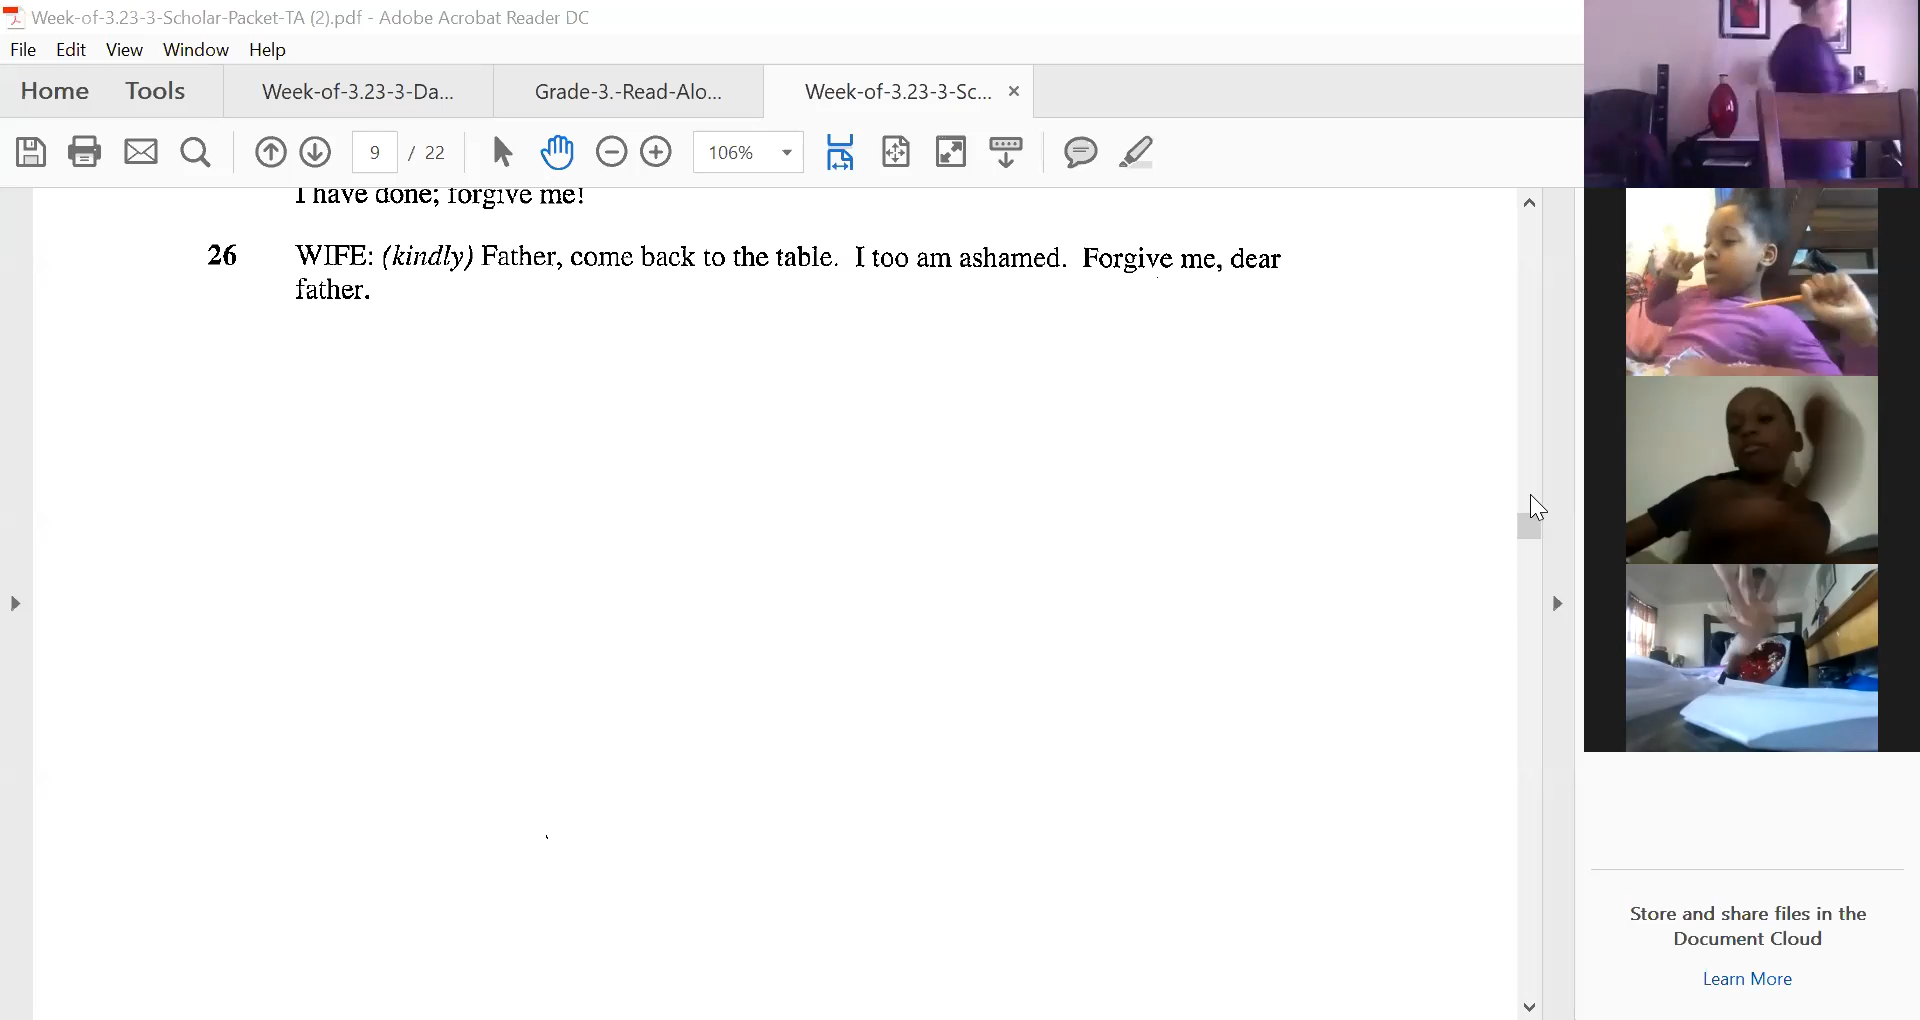 Week-of-3.23-3-Scholar-Packet-TA (2).pdf - Adobe Acrobat Reader DC
File Edit View Window Help
Home Tools Week-of-3.23-3-Da... Grade-3.-Read-Alo... Week-of-3.23-3-Sc... ×
9 / 22 106%
I have done; forgive me!
26 WIFE: (kindly) Father, come back to the table. I too am ashamed. Forgive me, dear
father.
Store and share files in the
Document Cloud
Learn More